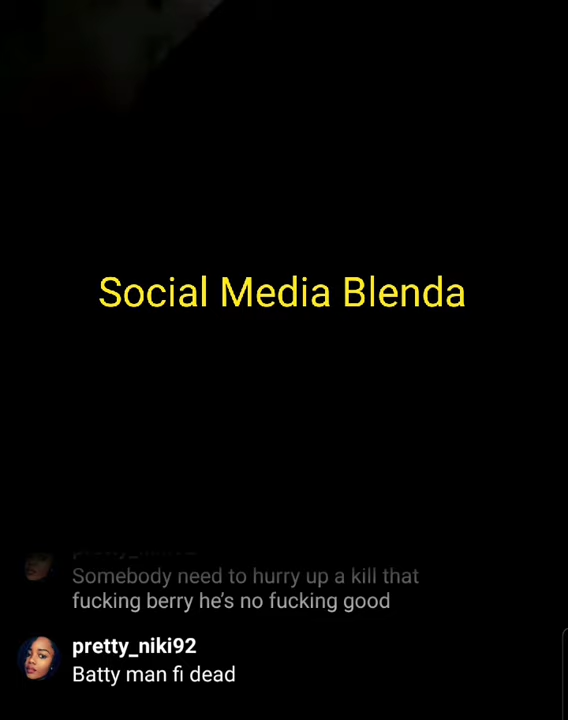 Social Media Blenda
Somebody need to hurry up a kill that
fucking berry he's no fucking good
pretty_niki92
Batty man fi dead